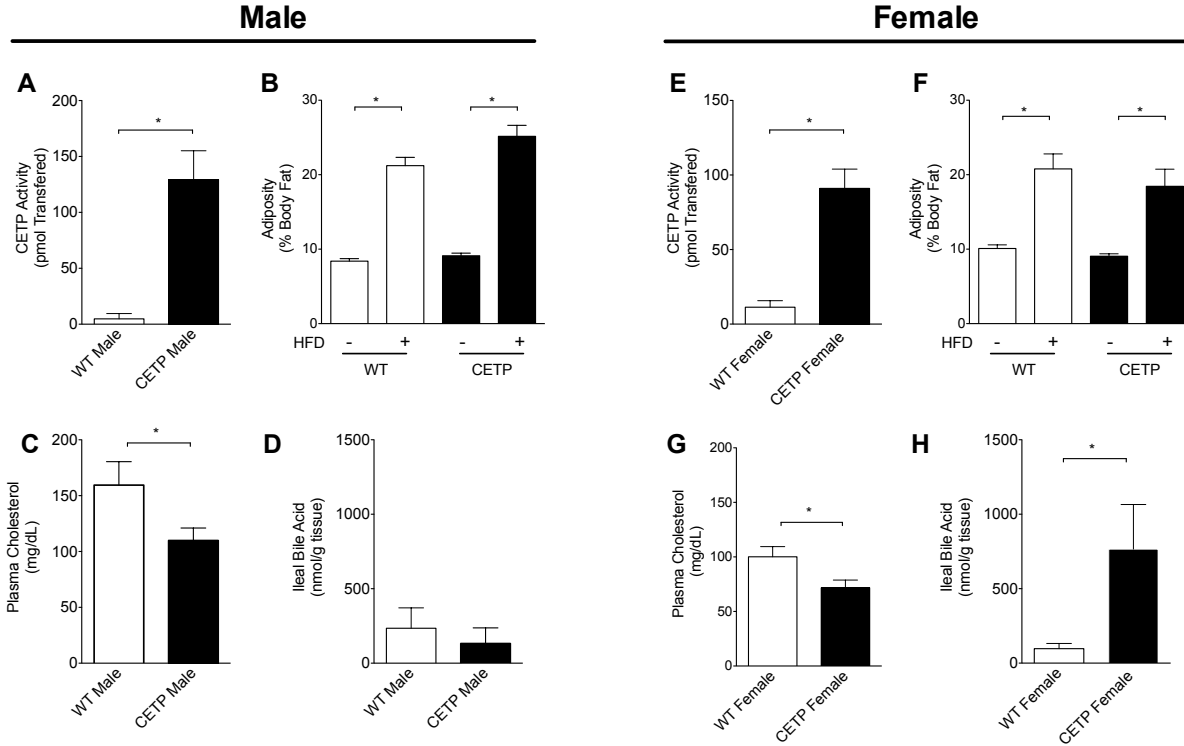 Male
Female
A
CETP Activity
(pmol Transfered)
200
150
100
50
0
*
WT Male
CETP Male
B
Adiposity
(% Body Fat)
30
20
10
0
*
*
HFD
-
+
-
+
WT
CETP
E
CETP Activity
(pmol Transfered)
150
100
50
0
*
WT Female
CETP Female
F
Adiposity
(% Body Fat)
30
20
10
0
*
*
HFD
-
+
-
+
WT
CETP
C
Plasma Cholesterol
(mg/dL)
200
150
100
50
0
*
WT Male
CETP Male
D
Ileal Bile Acid
(nmol/g tissue)
1500
1000
500
0
WT Male
CETP Male
G
Plasma Cholesterol
(mg/dL)
200
150
100
50
0
*
WT Female
CETP Female
H
Ileal Bile Acid
(nmol/g tissue)
1500
1000
500
0
*
WT Female
CETP Female